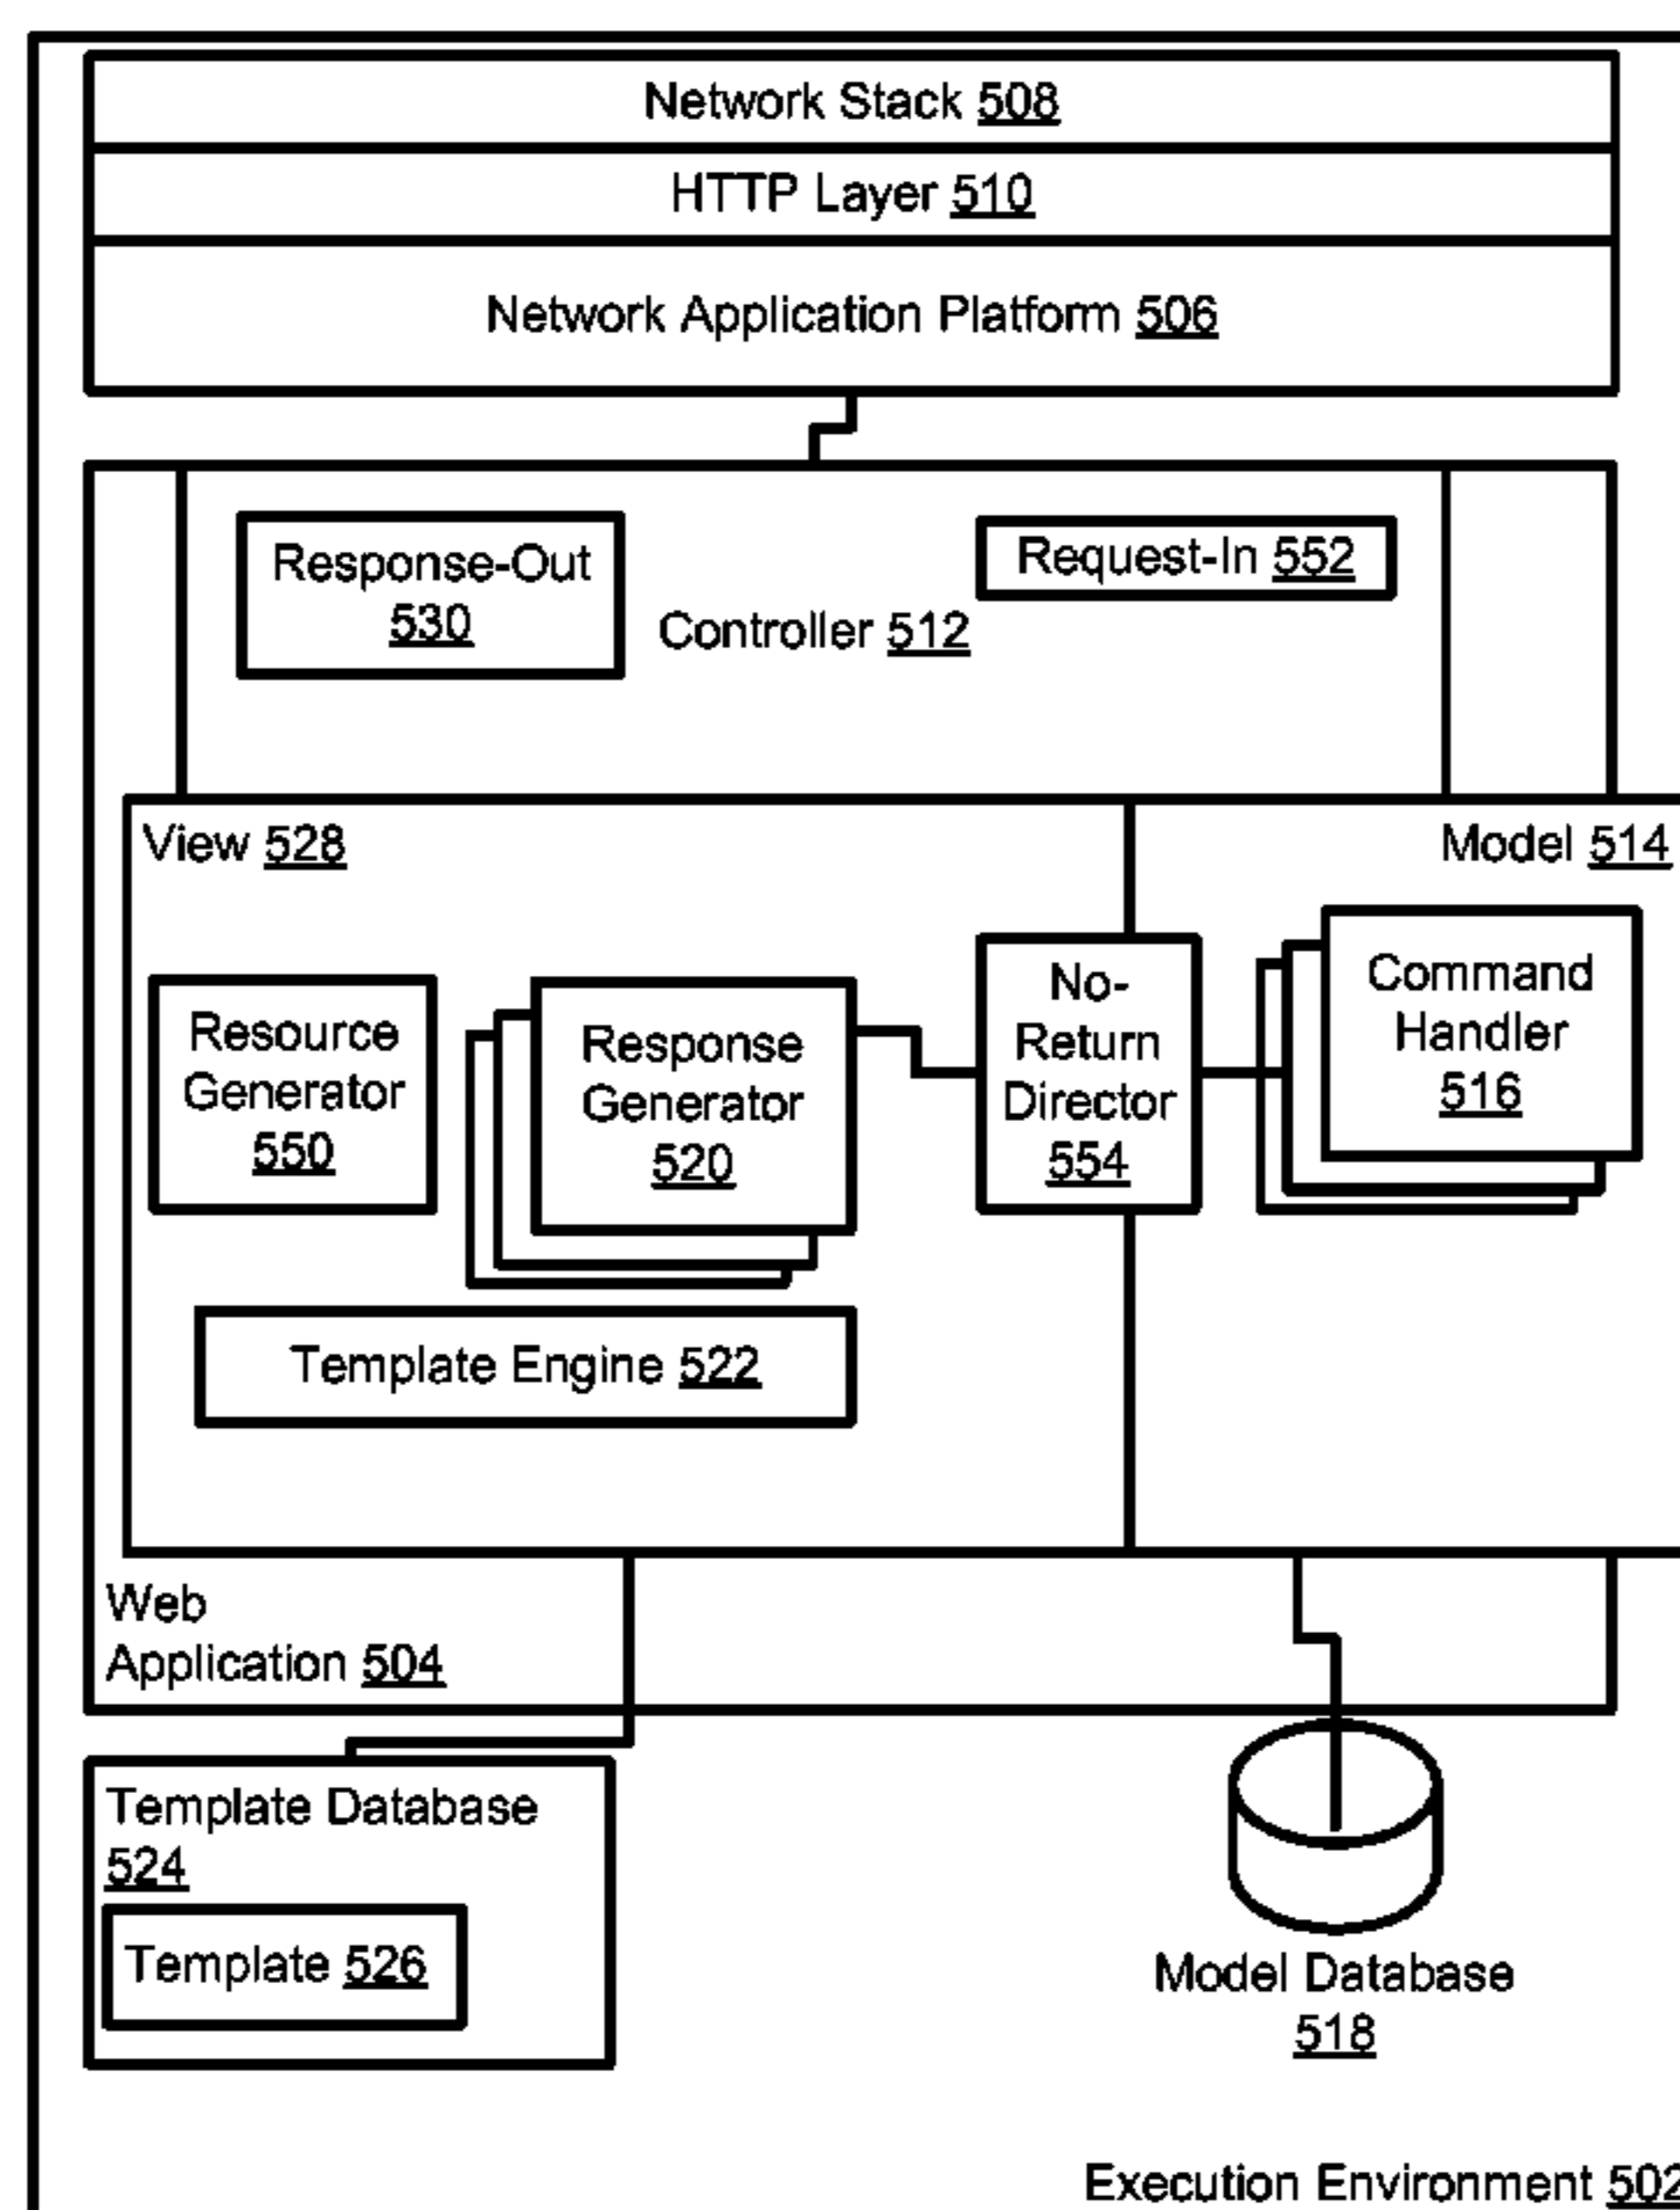 Network Stack 508
HTTP Layer 510
Network Application Platform 506
Response-Out
530
Request-In 552
Controller 512
View 528
Model 514
Resource
Generator
550
Response
Generator
520
No-
Return
Director
554
Command
Handler
516
Template Engine 522
Web
Application 504
Template Database
524
Template 526
Model Database
518
Execution Environment 502